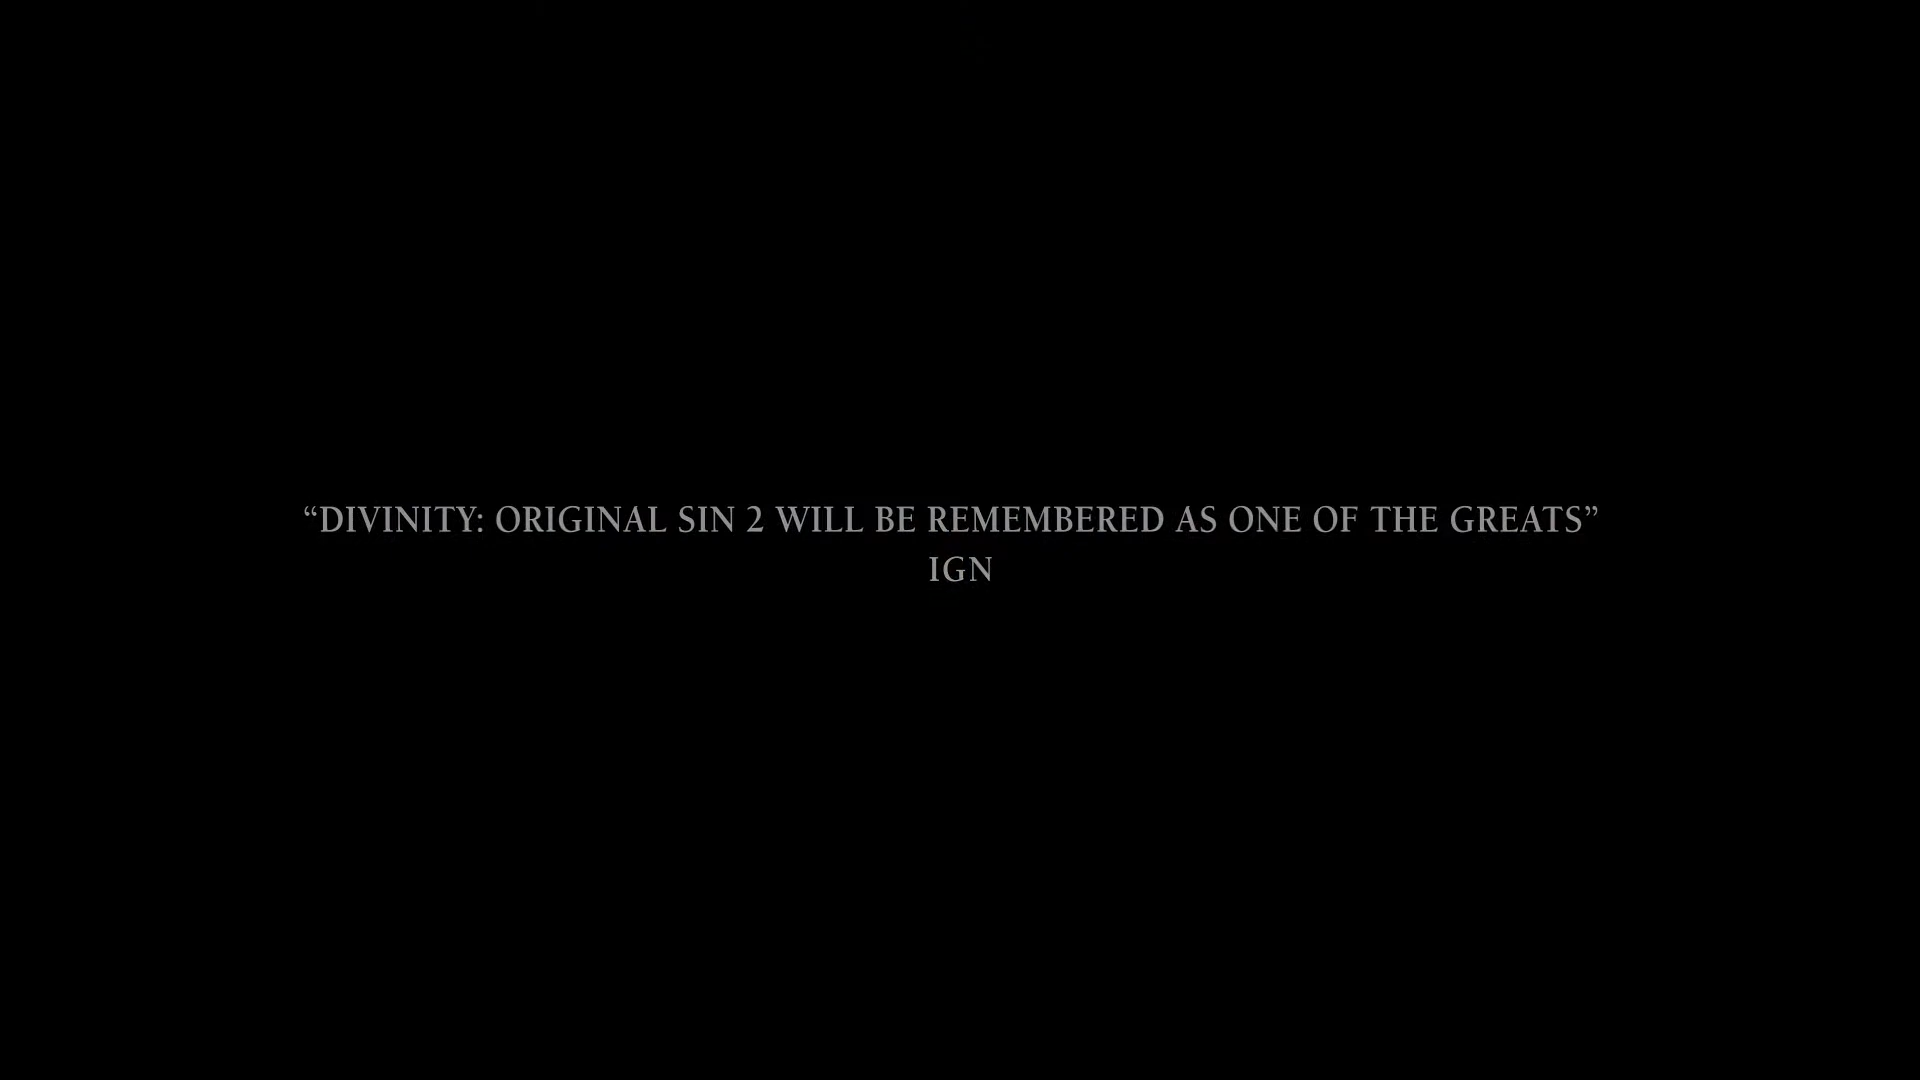 “DIVINITY: ORIGINAL SIN 2 WILL BE REMEMBERED AS ONE OF THE GREATS”
IGN